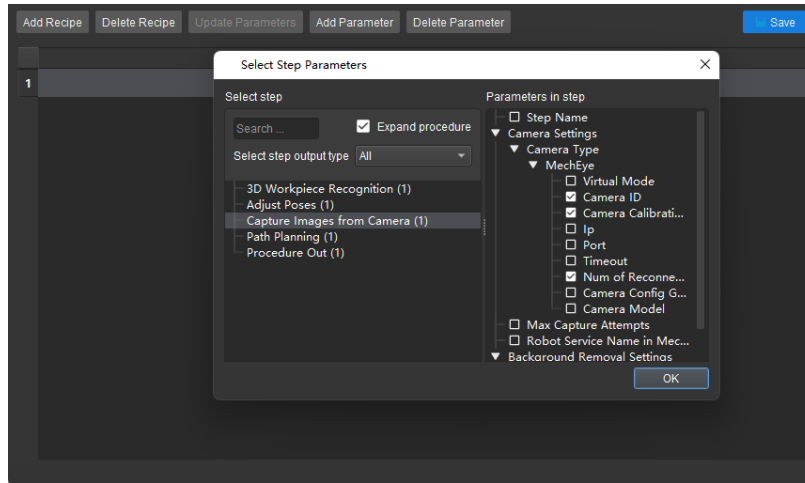 Add Recipe Delete Recipe Update Parameters Add Parameter Delete Parameter Save
Select Step Parameters
1
Select step
Parameters in step
Search ...
Expand procedure
Select step output type All
3D Workpiece Recognition (1)
Adjust Poses (1)
Capture Images from Camera (1)
Path Planning (1)
Procedure Out (1)
Step Name
Camera Settings
Camera Type
MechEye
Virtual Mode
Camera ID
Camera Calibrati...
Ip
Port
Timeout
Num of Reconne...
Camera Config G...
Camera Model
Max Capture Attempts
Robot Service Name in Mec...
Background Removal Settings
OK